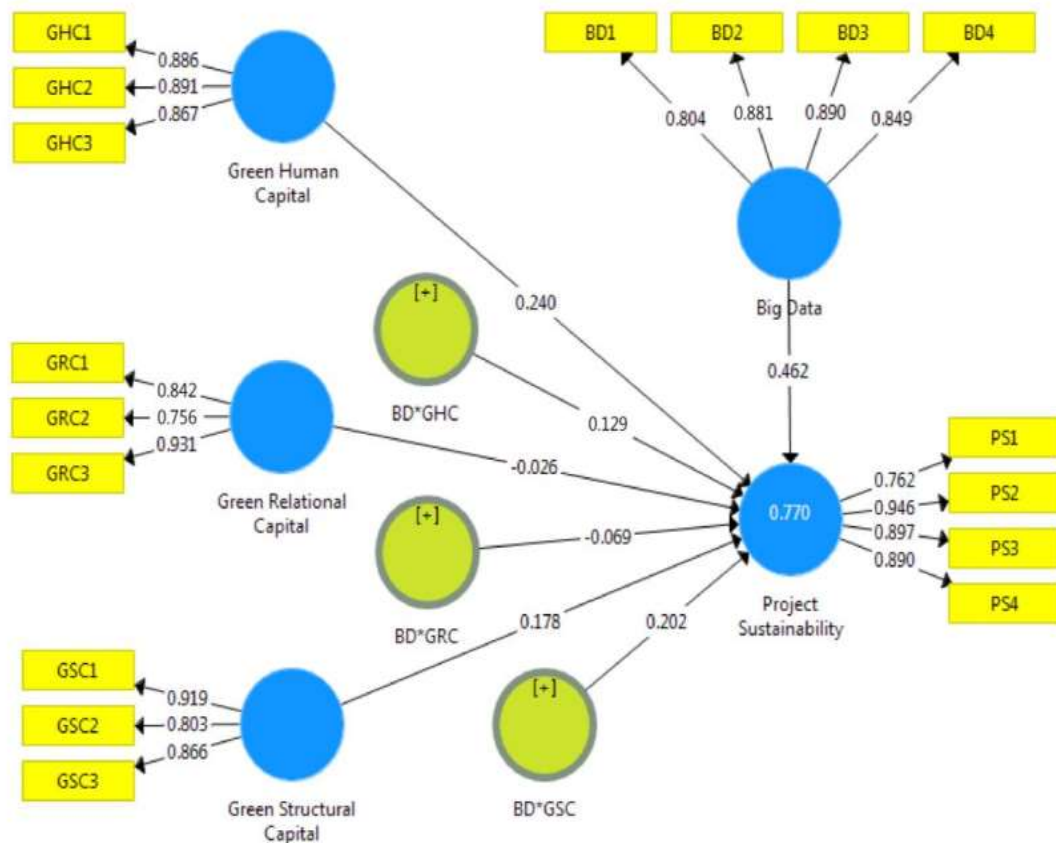 GHC1
GHC2
GHC3
0.886
0.891
0.867
Green Human
Capital
BD1
BD2
BD3
BD4
0.804
0.881
0.890
0.849
Big Data
0.240
[+]
BD*GHC
0.129
0.462
GRC1
GRC2
GRC3
0.842
0.756
0.931
Green Relational
Capital
-0.026
[+]
BD*GRC
-0.069
0.770
Project
Sustainability
0.762
0.946
0.897
0.890
PS1
PS2
PS3
PS4
GSC1
GSC2
GSC3
0.919
0.803
0.866
Green Structural
Capital
0.178
[+]
BD*GSC
0.202